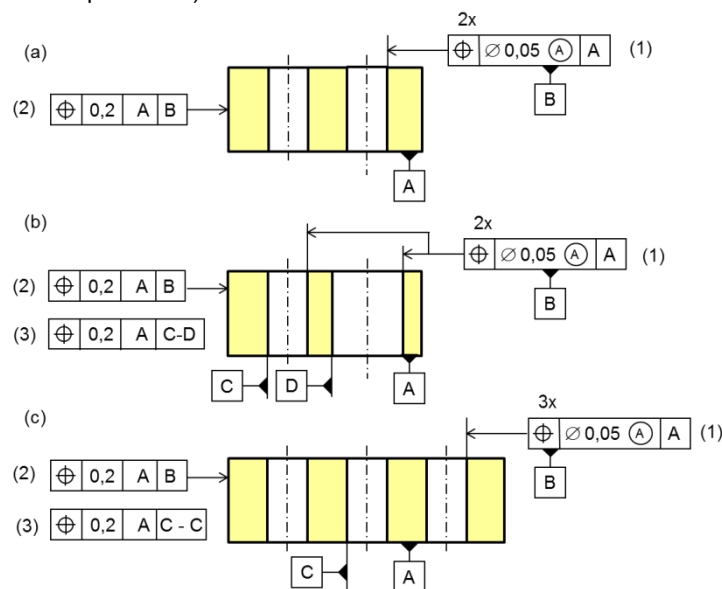 2x
(a)
⌖ ⌀ 0,05 Ⓐ A (1)
B
(2) ⌖ 0,2 A B
A
(b)
2x
⌖ ⌀ 0,05 Ⓐ A (1)
(2) ⌖ 0,2 A B
B
(3) ⌖ 0,2 A C-D
C D A
(c)
3x
⌖ ⌀ 0,05 Ⓐ A (1)
(2) ⌖ 0,2 A B
B
(3) ⌖ 0,2 A C - C
C A